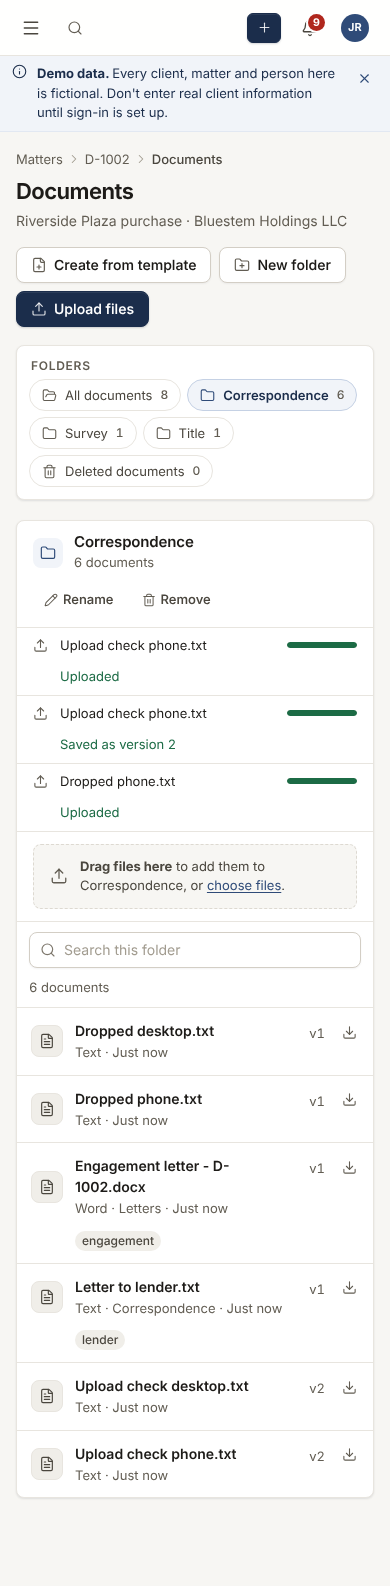 9
JR
Demo data. Every client, matter and person here
is fictional. Don't enter real client information
until sign-in is set up.
Matters > D-1002 > Documents
Documents
Riverside Plaza purchase · Bluestem Holdings LLC
Create from template
New folder
Upload files
FOLDERS
All documents 8
Correspondence 6
Survey 1
Title 1
Deleted documents 0
Correspondence
6 documents
Rename
Remove
Upload check phone.txt
Uploaded
Upload check phone.txt
Saved as version 2
Dropped phone.txt
Uploaded
Drag files here to add them to
Correspondence, or choose files.
Search this folder
6 documents
Dropped desktop.txt v1
Text · Just now
Dropped phone.txt v1
Text · Just now
Engagement letter - D-
1002.docx v1
Word · Letters · Just now
engagement
Letter to lender.txt v1
Text · Correspondence · Just now
lender
Upload check desktop.txt v2
Text · Just now
Upload check phone.txt v2
Text · Just now